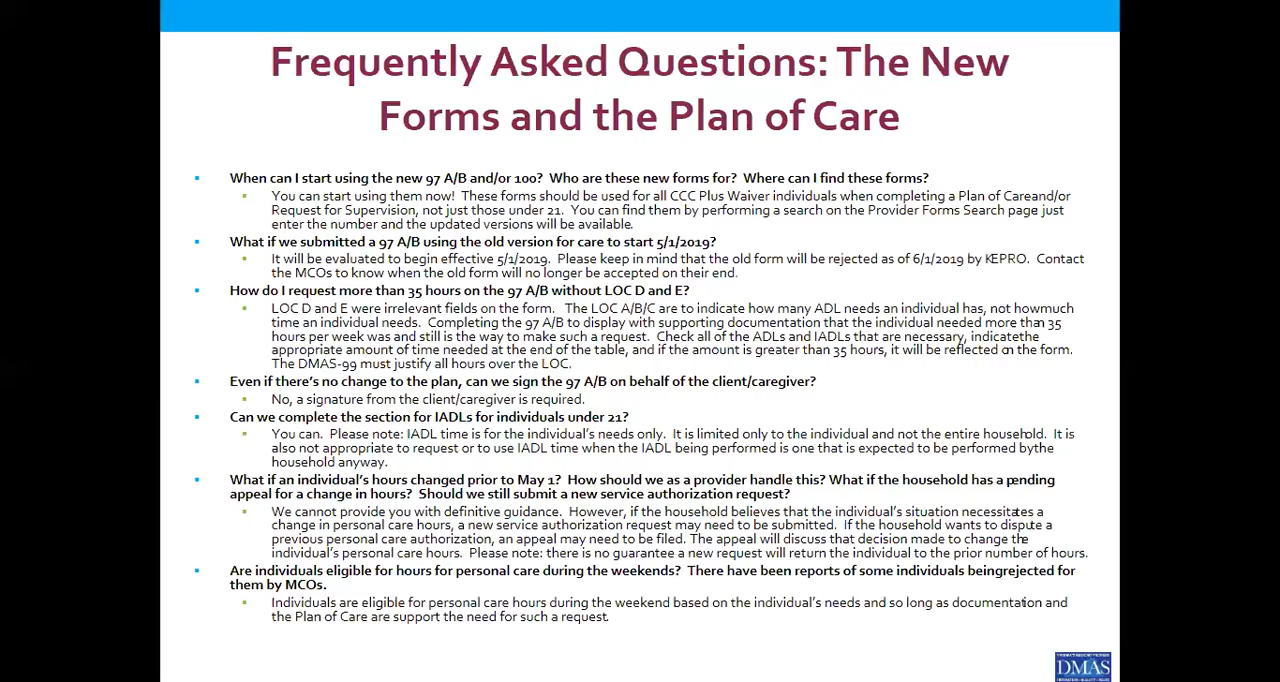 Frequently Asked Questions: The New
Forms and the Plan of Care
When can I start using the new 97 A/B and/or 100? Who are these new forms for? Where can I find these forms?
You can start using them now! These forms should be used for all CCC Plus Waiver individuals when completing a Plan of Careand/or
Request for Supervision, not just those under 21. You can find them by performing a search on the Provider Forms Search page just
enter the number and the updated versions will be available.
What if we submitted a 97 A/B using the old version for care to start 5/1/2019?
It will be evaluated to begin effective 5/1/2019. Please keep in mind that the old form will be rejected as of 6/1/2019 by KEPRO. Contact
the MCOs to know when the old form will no longer be accepted on their end.
How do I request more than 35 hours on the 97 A/B without LOC D and E?
LOC D and E were irrelevant fields on the form. The LOC A/B/C are to indicate how many ADL needs an individual has, not howmuch
time an individual needs. Completing the 97 A/B to display with supporting documentation that the individual needed more than 35
hours per week was and still is the way to make such a request. Check all of the ADLs and IADLs that are necessary, indicatethe
appropriate amount of time needed at the end of the table, and if the amount is greater than 35 hours, it will be reflected on the form.
The DMAS-99 must justify all hours over the LOC.
Even if there's no change to the plan, can we sign the 97 A/B on behalf of the client/caregiver?
No, a signature from the client/caregiver is required.
Can we complete the section for IADLs for individuals under 21?
You can. Please note: IADL time is for the individual's needs only. It is limited only to the individual and not the entire household. It is
also not appropriate to request or to use IADL time when the IADL being performed is one that is expected to be performed bythe
household anyway.
What if an individual's hours changed prior to May 1? How should we as a provider handle this? What if the household has a pending
appeal for a change in hours? Should we still submit a new service authorization request?
We cannot provide you with definitive guidance. However, if the household believes that the individual's situation necessitates a
change in personal care hours, a new service authorization request may need to be submitted. If the household wants to dispute a
previous personal care authorization, an appeal may need to be filed. The appeal will discuss that decision made to change the
individual's personal care hours. Please note: there is no guarantee a new request will return the individual to the prior number of hours.
Are individuals eligible for hours for personal care during the weekends? There have been reports of some individuals beingrejected for
them by MCOs.
Individuals are eligible for personal care hours during the weekend based on the individual's needs and so long as documentation and
the Plan of Care are support the need for such a request.
DMAS